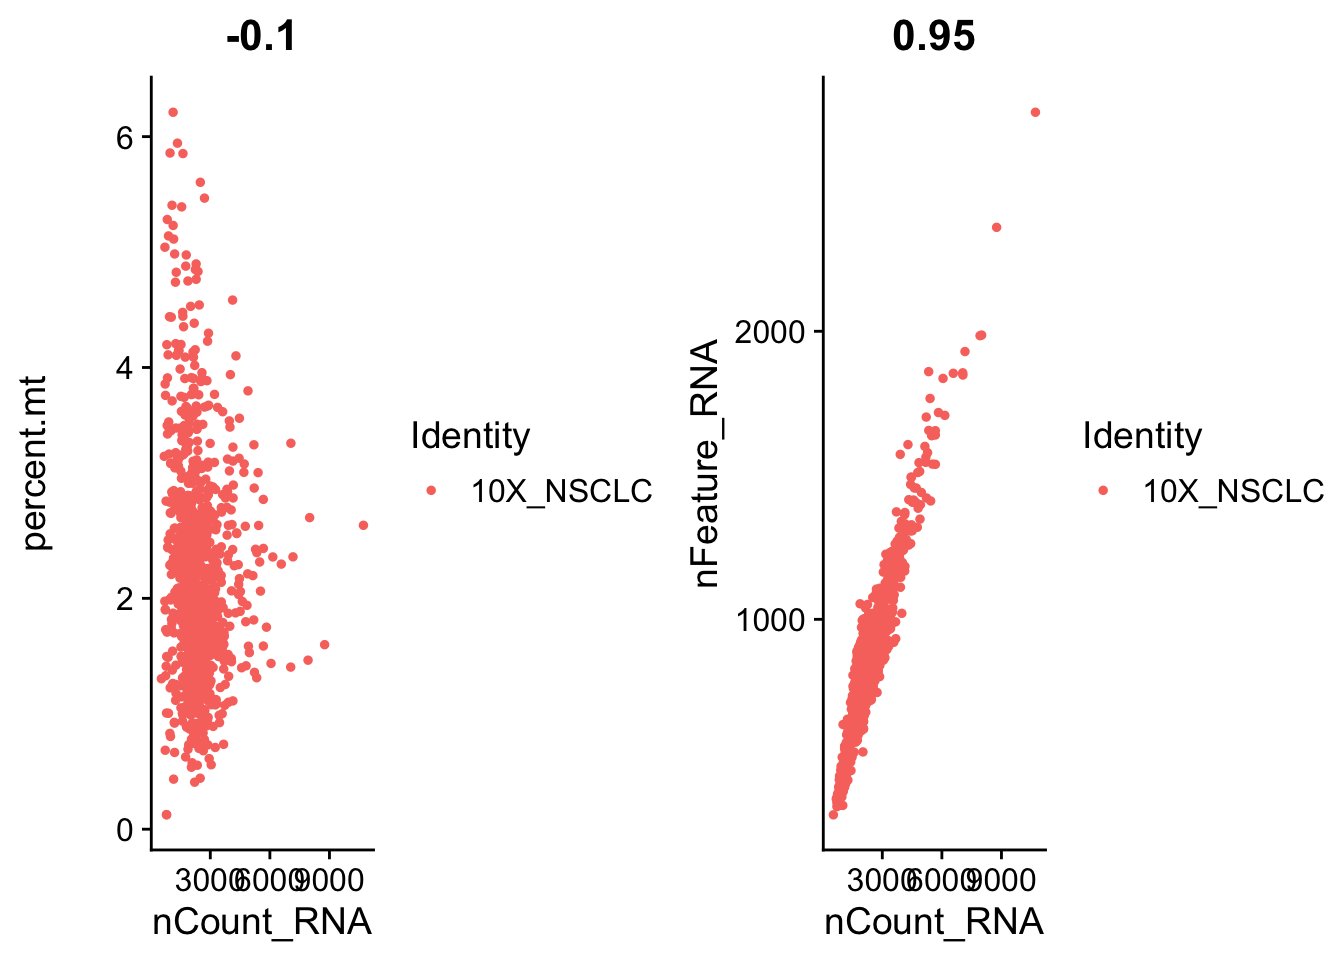 -0.1
percent.mt
6
4
2
0
3000 6000 9000
nCount_RNA
Identity
10X_NSCLC
0.95
nFeature_RNA
2000
1000
3000 6000 9000
nCount_RNA
Identity
10X_NSCLC